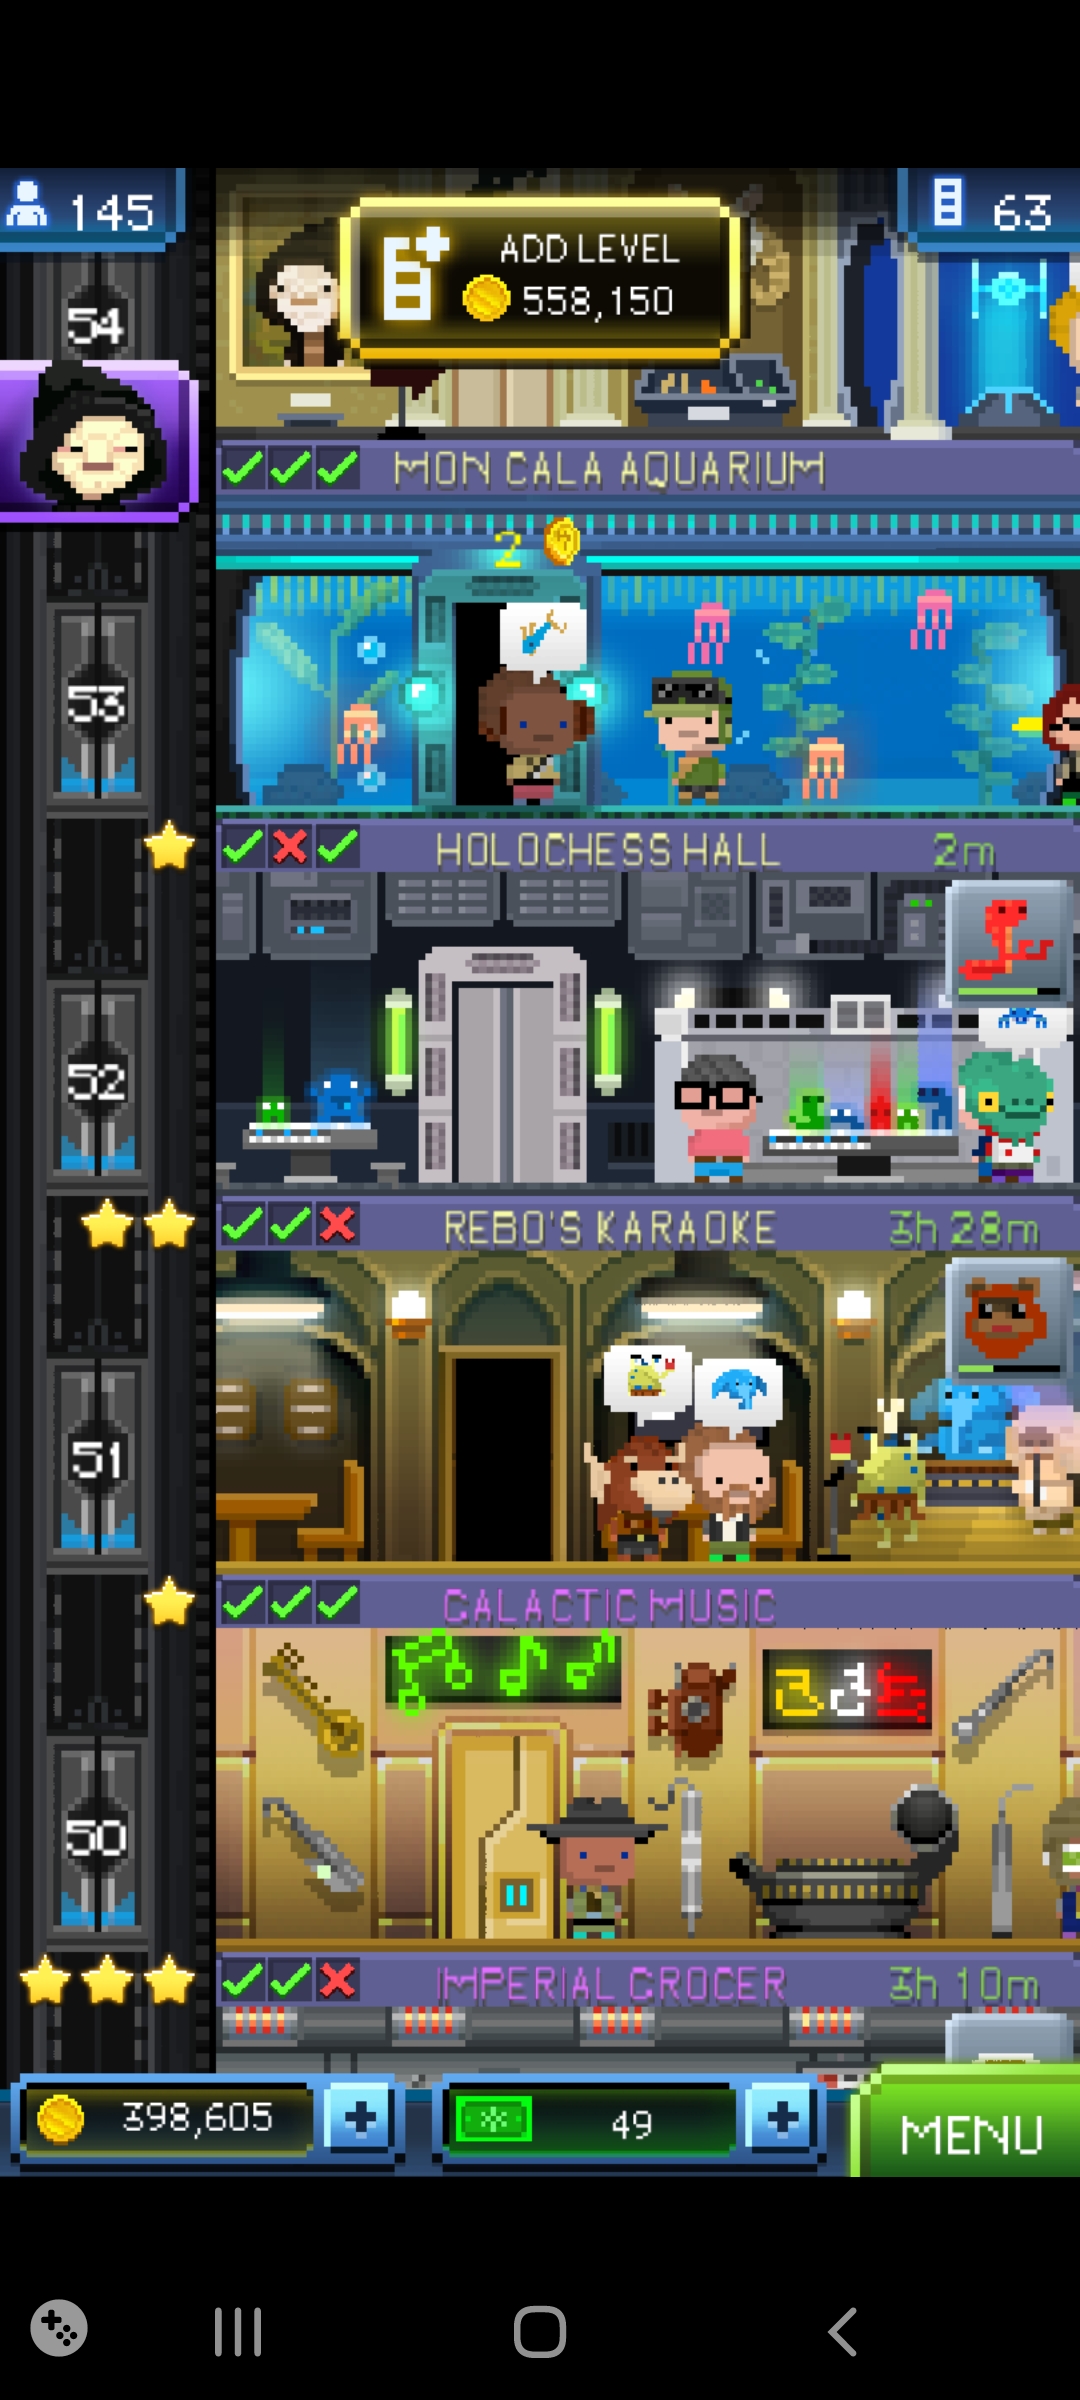 145
63
ADD LEVEL
558,150
54
MON CALA AQUARIUM
2
53
HOLOCHESS HALL 2m
52
REBO'S KARAOKE 3h 28m
51
GALACTIC MUSIC
50
IMPERIAL GROCER 3h 10m
398,605
49
MENU